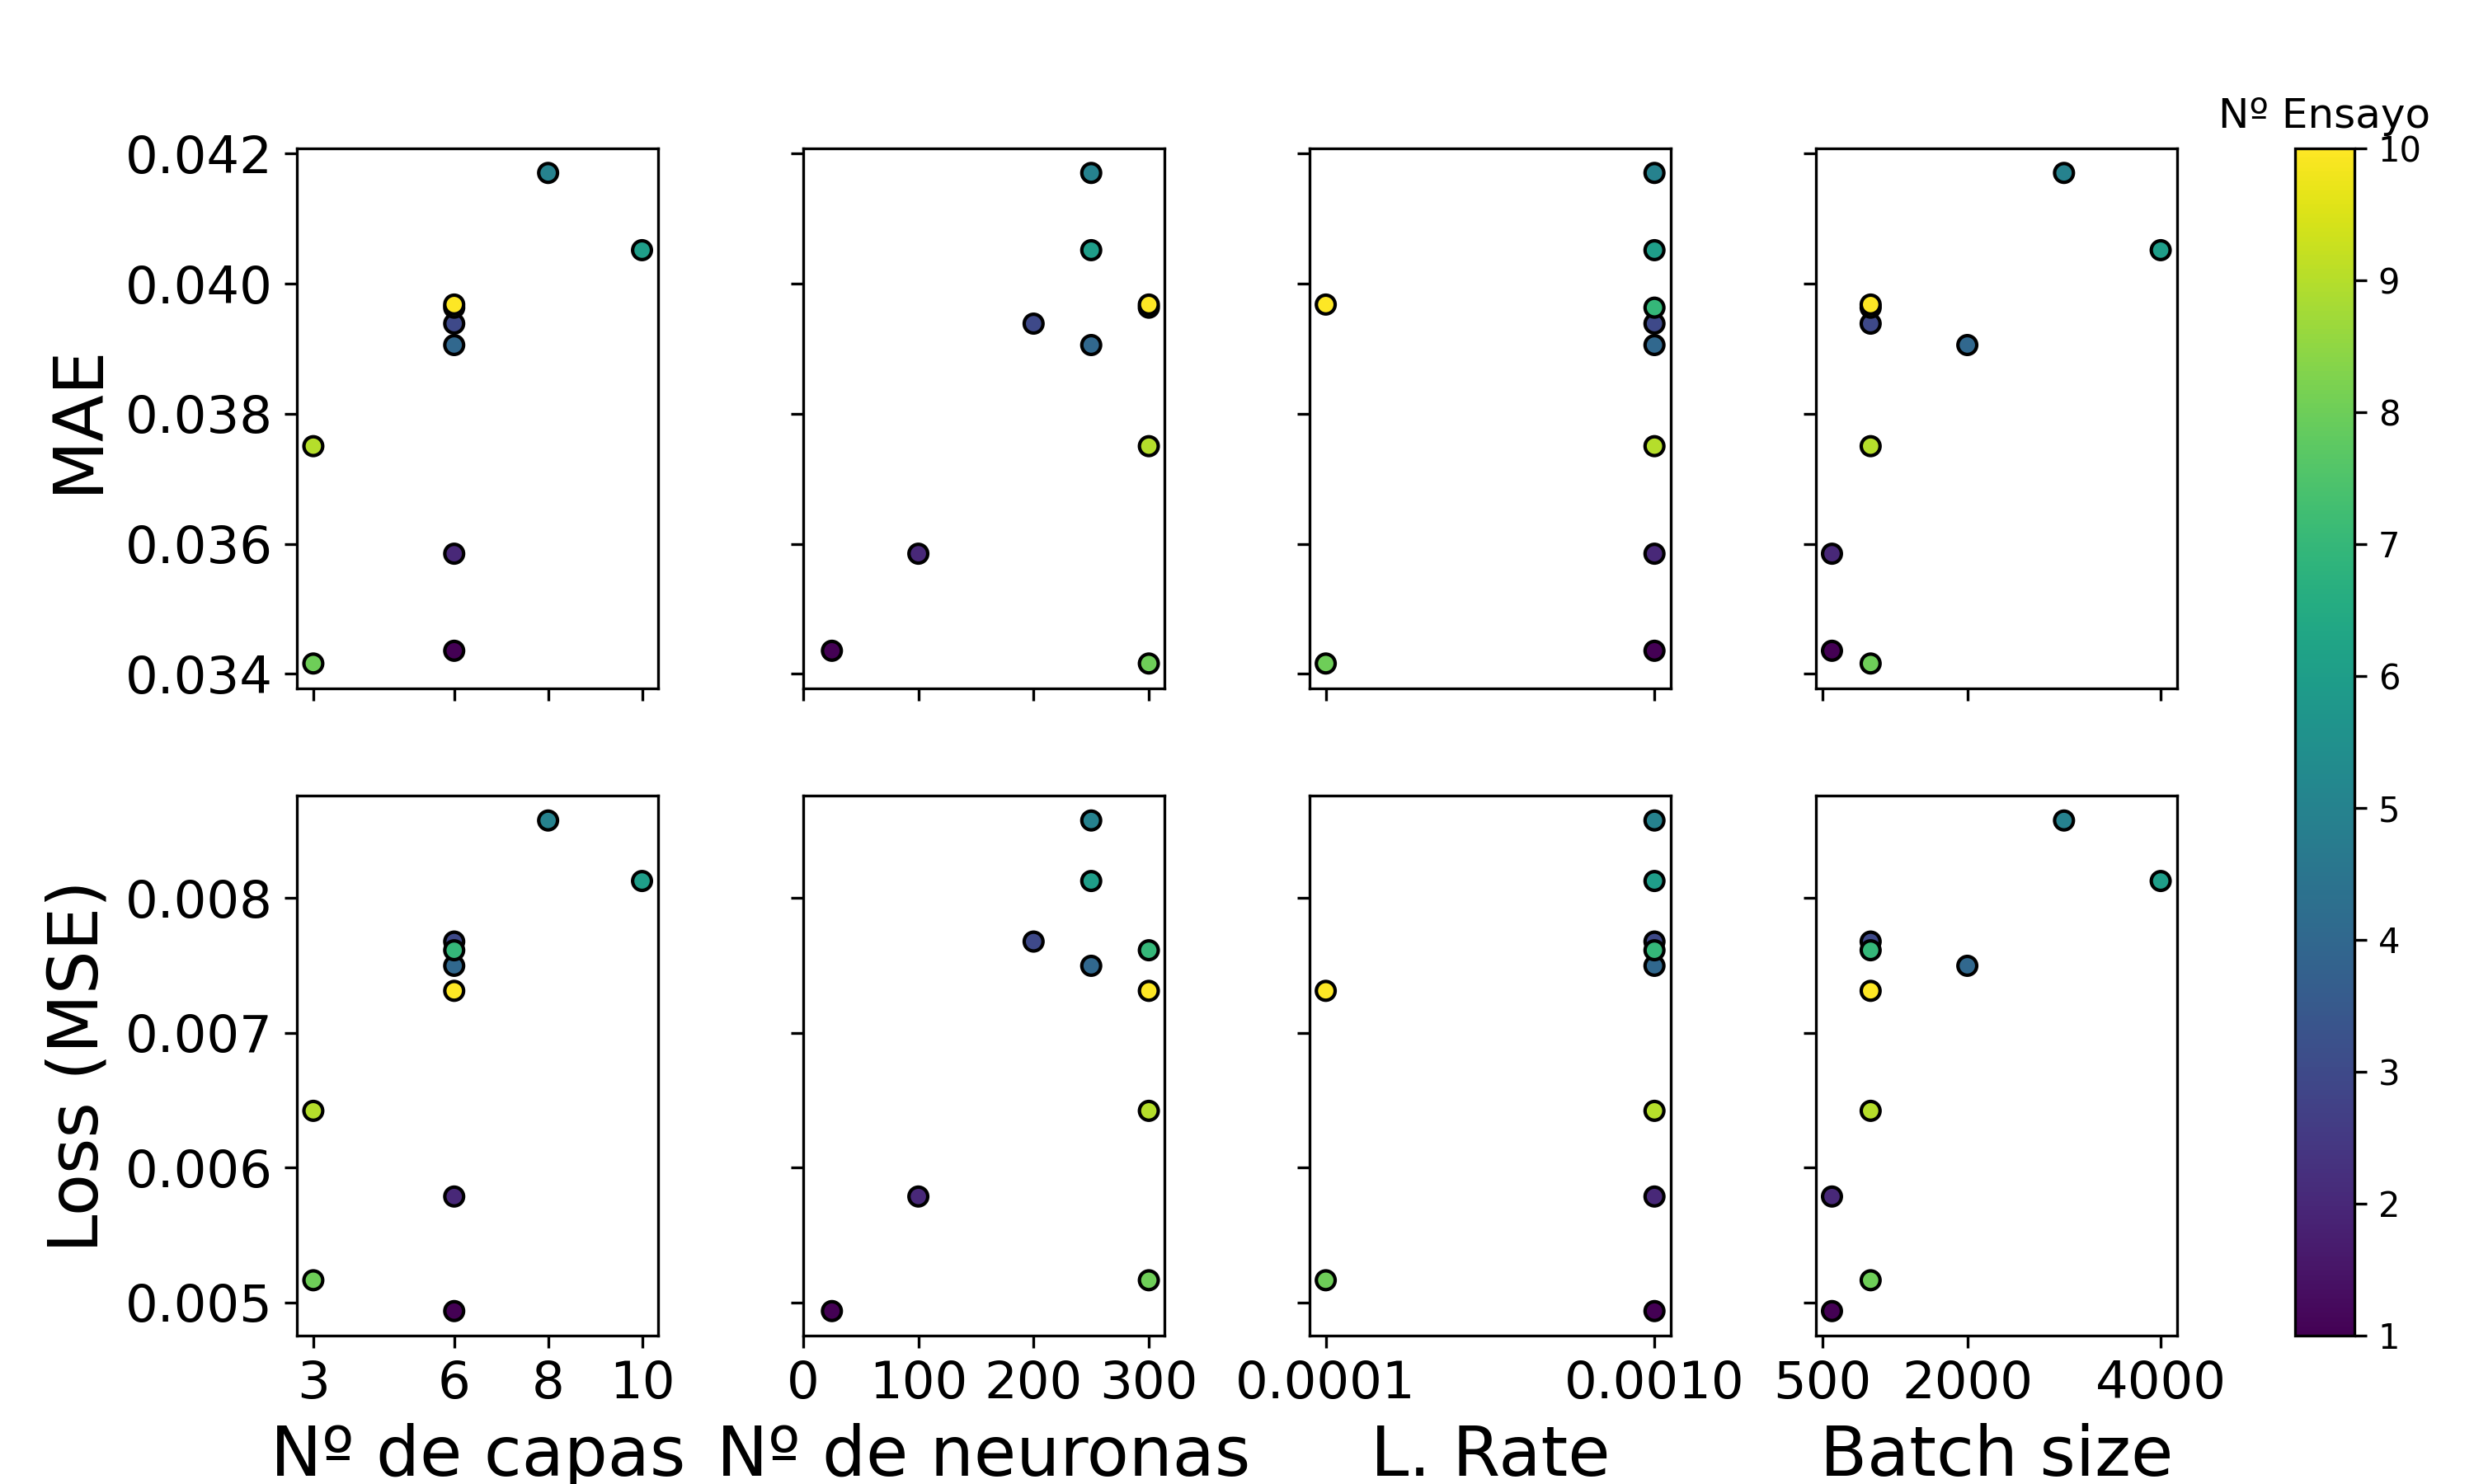 Nº Ensayo
MAE
0.042
0.040
0.038
0.036
0.034
10
9
8
7
6
5
4
3
2
1
Loss (MSE)
0.008
0.007
0.006
0.005
3 6 8 10
0 100 200 300
0.0001 0.0010
500 2000 4000
Nº de capas
Nº de neuronas
L. Rate
Batch size